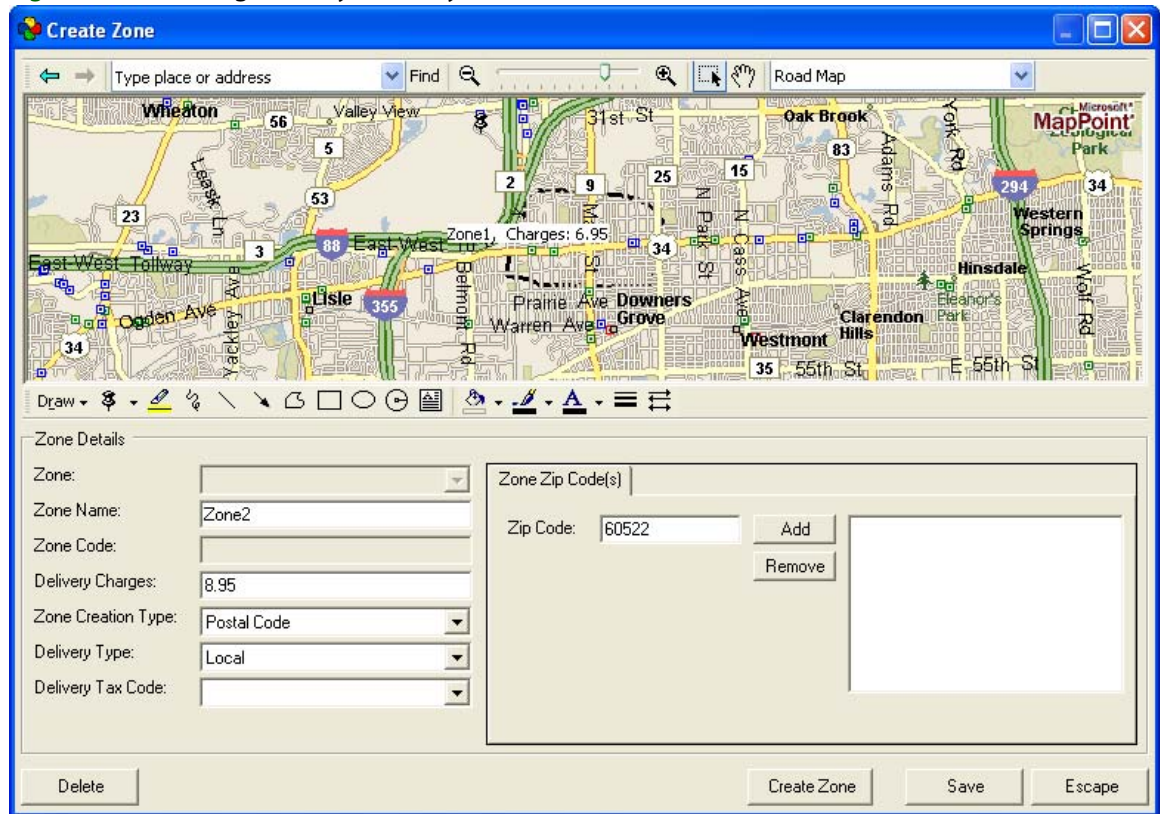 Create Zone
Type place or address
Find
Road Map
Wheaton
56
Valley View
31st St
Oak Brook
York Rd
Microsoft
MapPoint
Zoological
Park
5
83
Adams Rd
Leask Ln
53
2
9
25
15
294
34
N Park St
N Cass Ave
Western
Springs
23
Zone1, Charges: 6.95
3
88
East-West
34
East-West Tollway
Hinsdale
Wolf Rd
Lisle
355
Belmont Rd
Prairie Ave
Downers
Grove
Eleanor's
Park
Ogden Ave
Yackley Ave
Warren Ave
Clarendon
Hills
Westmont
34
35
55th St
E 55th St
Draw
A
Zone Details
Zone:
Zone Name:
Zone2
Zone Code:
Delivery Charges:
8.95
Zone Creation Type:
Postal Code
Delivery Type:
Local
Delivery Tax Code:
Zone Zip Code(s)
Zip Code:
60522
Add
Remove
Delete
Create Zone
Save
Escape